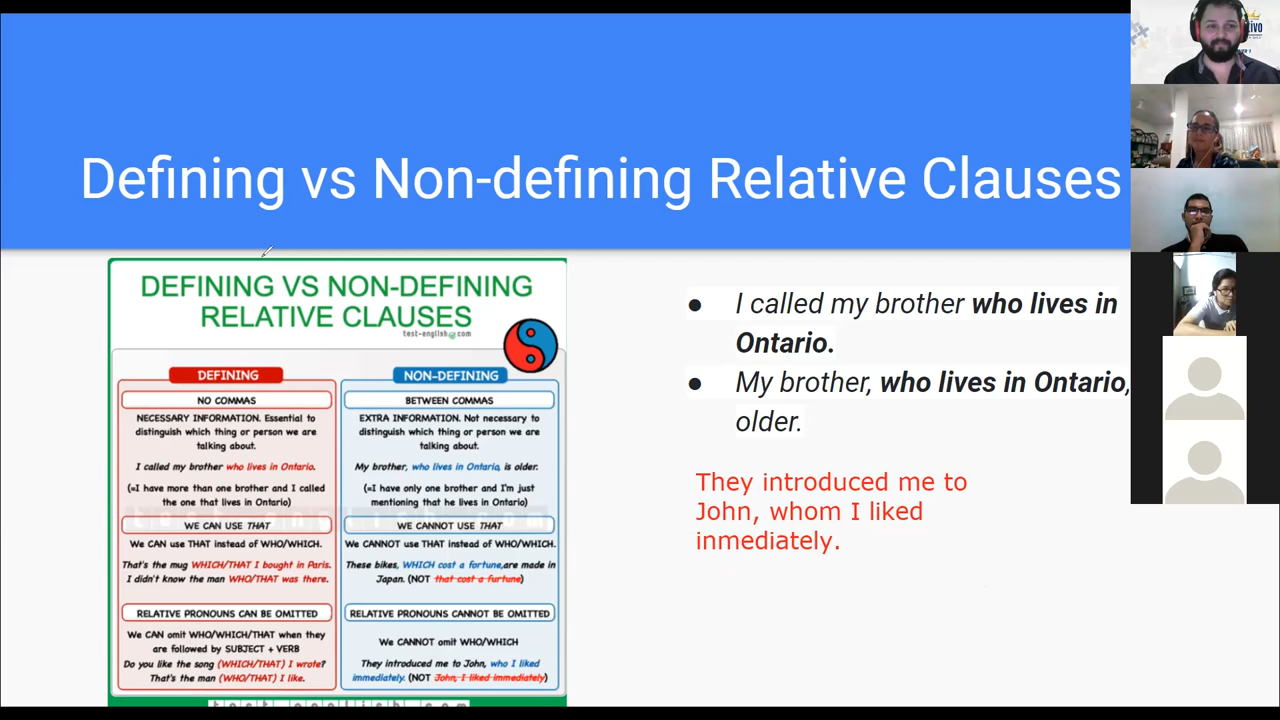 Defining vs Non-defining Relative Clauses
DEFINING VS NON-DEFINING
RELATIVE CLAUSES
test-english.com
DEFINING
NO COMMAS
NECESSARY INFORMATION. Essential to
distinguish which thing or person we are
talking about.
I called my brother who lives in Ontario.
(=I have more than one brother and I called
the one that lives in Ontario)
WE CAN USE THAT
We CAN use THAT instead of WHO/WHICH.
That's the mug WHICH/THAT I bought in Paris.
I didn't know the man WHO/THAT was there.
RELATIVE PRONOUNS CAN BE OMITTED
We CAN omit WHO/WHICH/THAT when they
are followed by SUBJECT + VERB
Do you like the song (WHICH/THAT) I wrote?
That's the man (WHO/THAT) I like.
NON-DEFINING
BETWEEN COMMAS
EXTRA INFORMATION. Not necessary to
distinguish which thing or person we are
talking about.
My brother, who lives in Ontario, is older.
(=I have only one brother and I'm just
mentioning that he lives in Ontario)
WE CANNOT USE THAT
We CANNOT use THAT instead of WHO/WHICH.
These bikes, WHICH cost a fortune,are made in
Japan. (NOT that cost a furtune)
RELATIVE PRONOUNS CANNOT BE OMITTED
We CANNOT omit WHO/WHICH
They introduced me to John, who I liked
immediately. (NOT John, I liked immediately)
test-english.com
● I called my brother who lives in
Ontario.
● My brother, who lives in Ontario,
older.
They introduced me to
John, whom I liked
inmediately.